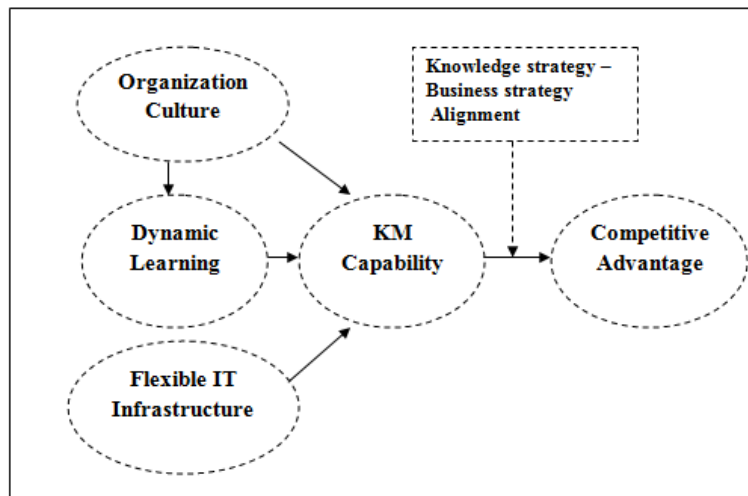 Organization
Culture
Knowledge strategy –
Business strategy
Alignment
Dynamic
Learning
KM
Capability
Competitive
Advantage
Flexible IT
Infrastructure